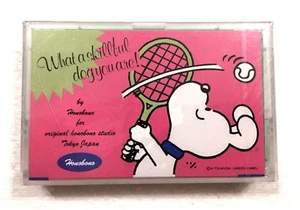 What a skillful
dog you are!
by
Honobono
for
original honobono studio
Tokyo Japan
Honobono